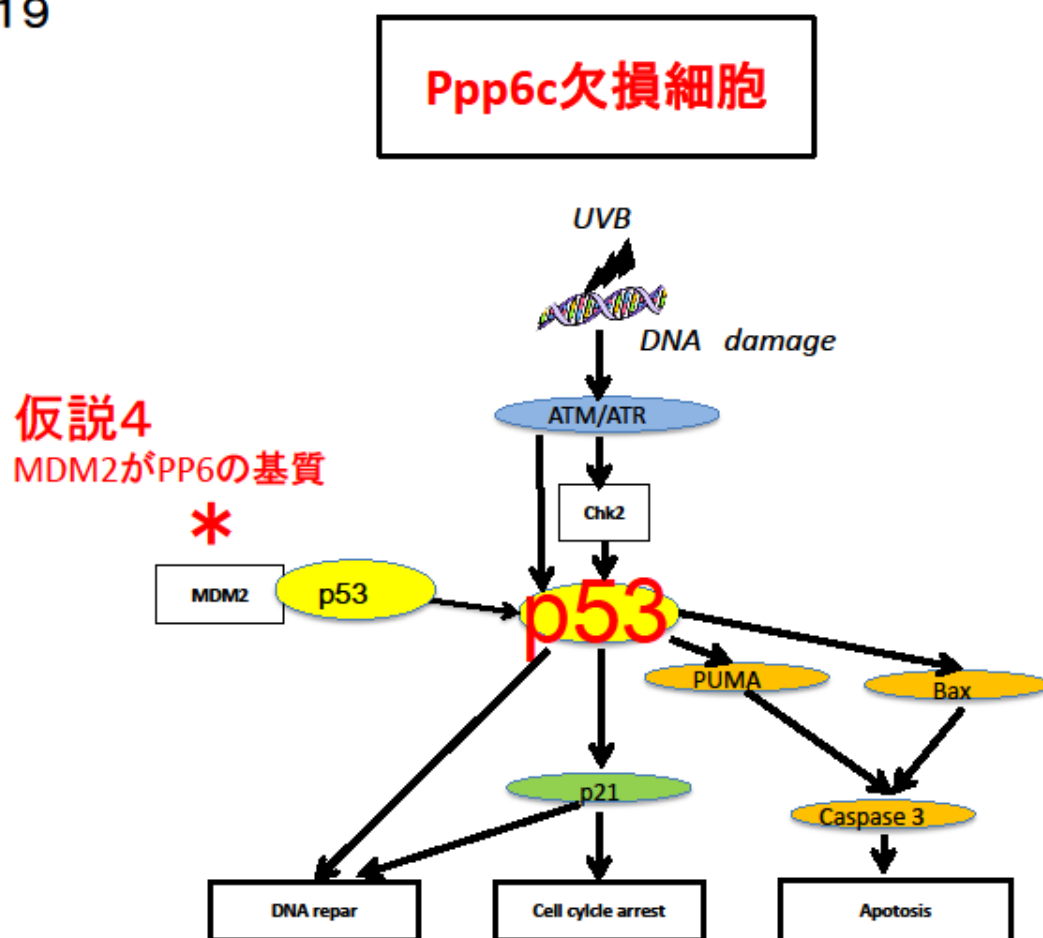 19
Ppp6c欠損細胞
UVB
DNA damage
ATM/ATR
仮説4
MDM2がPP6の基質
*
Chk2
MDM2
p53
p53
PUMA
Bax
p21
Caspase 3
DNA repar
Cell cylcle arrest
Apotosis